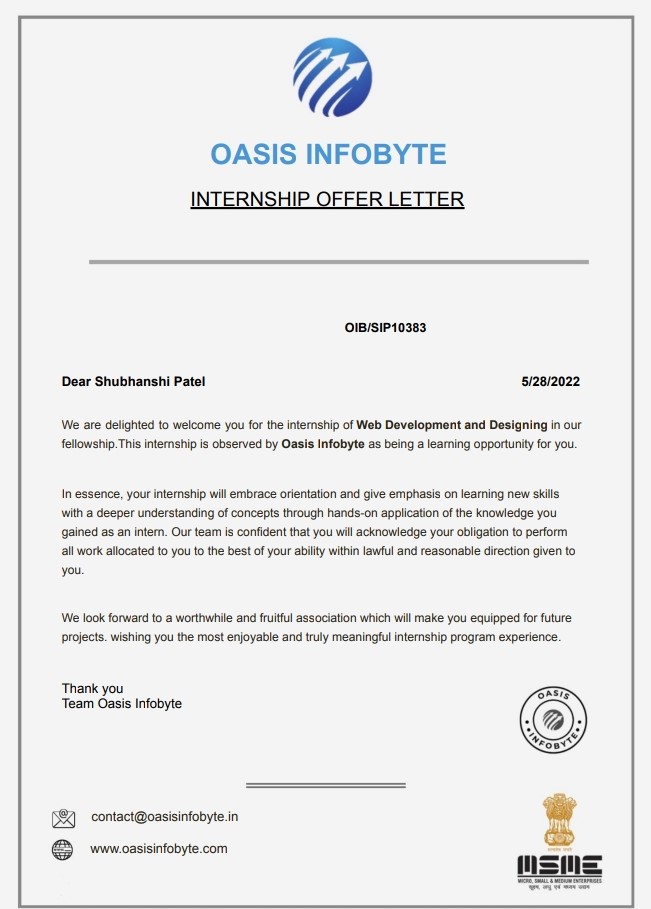 OASIS INFOBYTE
INTERNSHIP OFFER LETTER
OIB/SIP10383
Dear Shubhanshi Patel 5/28/2022
We are delighted to welcome you for the internship of Web Development and Designing in our
fellowship.This internship is observed by Oasis Infobyte as being a learning opportunity for you.
In essence, your internship will embrace orientation and give emphasis on learning new skills
with a deeper understanding of concepts through hands-on application of the knowledge you
gained as an intern. Our team is confident that you will acknowledge your obligation to perform
all work allocated to you to the best of your ability within lawful and reasonable direction given to
you.
We look forward to a worthwhile and fruitful association which will make you equipped for future
projects. wishing you the most enjoyable and truly meaningful internship program experience.
Thank you
Team Oasis Infobyte
OASIS
INFOBYTE
contact@oasisinfobyte.in
www.oasisinfobyte.com
सत्यमेव जयते
MSME
MICRO, SMALL & MEDIUM ENTERPRISES
सूक्ष्म, लघु एवं मध्यम उद्यम